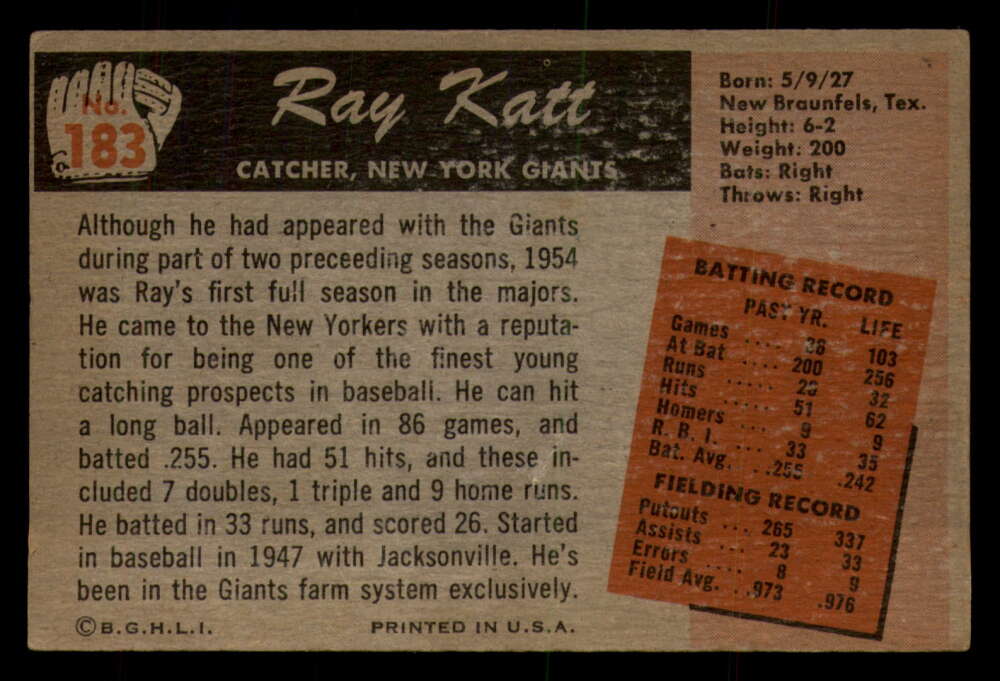 No.
183
Ray Katt
CATCHER, NEW YORK GIANTS
Born: 5/9/27
New Braunfels, Tex.
Height: 6-2
Weight: 200
Bats: Right
Throws: Right
Although he had appeared with the Giants
during part of two preceeding seasons, 1954
was Ray's first full season in the majors.
He came to the New Yorkers with a reputa-
tion for being one of the finest young
catching prospects in baseball. He can hit
a long ball. Appeared in 86 games, and
batted .255. He had 51 hits, and these in-
cluded 7 doubles, 1 triple and 9 home runs.
He batted in 33 runs, and scored 26. Started
in baseball in 1947 with Jacksonville. He's
been in the Giants farm system exclusively.
©B.G.H.L.I.
PRINTED IN U.S.A.
BATTING RECORD
PAST YR. LIFE
Games .... 86 103
At Bat .... 200 256
Runs ..... 26 32
Hits ..... 51 62
Homers ... 9 9
R. B. I. ... 33 35
Bat. Avg. ..255 .242
FIELDING RECORD
Putouts ... 265 337
Assists ... 23 33
Errors ... 8 9
Field Avg. ..973 .976